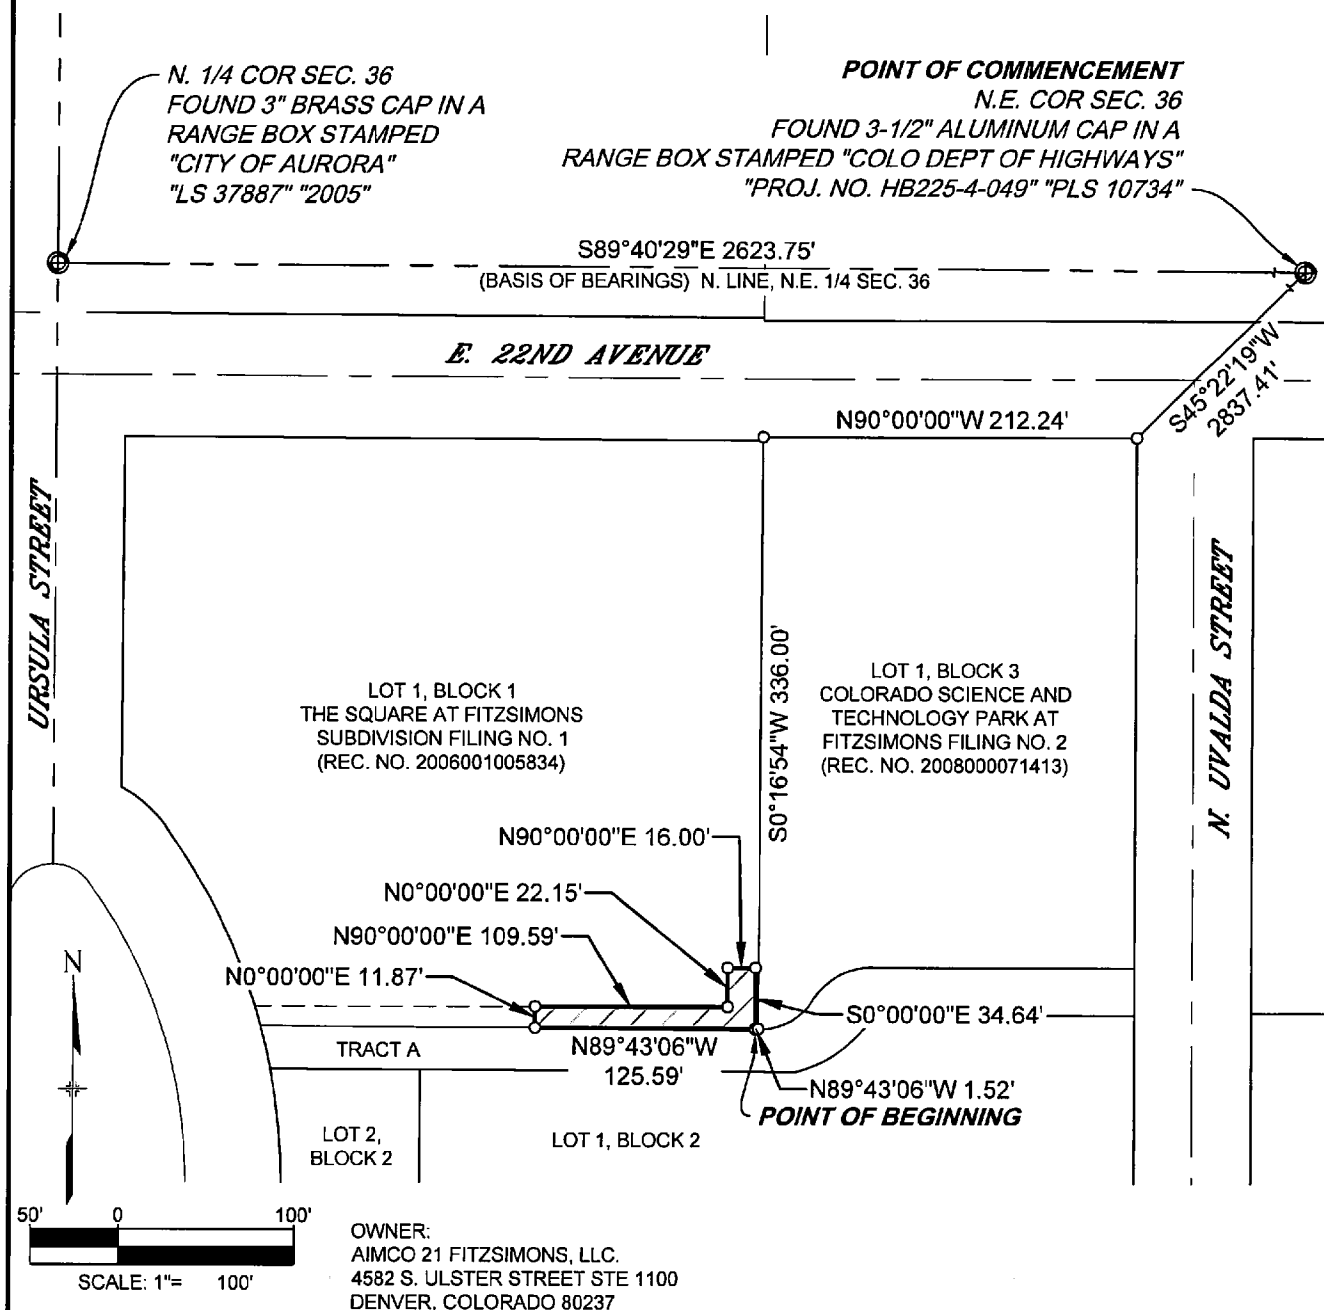 N. 1/4 COR SEC. 36
FOUND 3" BRASS CAP IN A
RANGE BOX STAMPED
"CITY OF AURORA"
"LS 37887" "2005"
POINT OF COMMENCEMENT
N.E. COR SEC. 36
FOUND 3-1/2" ALUMINUM CAP IN A
RANGE BOX STAMPED "COLO DEPT OF HIGHWAYS"
"PROJ. NO. HB225-4-049" "PLS 10734"
S89°40'29"E 2623.75'
(BASIS OF BEARINGS) N. LINE, N.E. 1/4 SEC. 36
E. 22ND AVENUE
S45°22'19"W
2837.41'
N90°00'00"W 212.24'
URSULA STREET
N. UVALDA STREET
S0°16'54"W 336.00'
LOT 1, BLOCK 1
THE SQUARE AT FITZSIMONS
SUBDIVISION FILING NO. 1
(REC. NO. 2006001005834)
LOT 1, BLOCK 3
COLORADO SCIENCE AND
TECHNOLOGY PARK AT
FITZSIMONS FILING NO. 2
(REC. NO. 2008000071413)
N90°00'00"E 16.00'
N0°00'00"E 22.15'
N90°00'00"E 109.59'
N0°00'00"E 11.87'
N
S0°00'00"E 34.64'
TRACT A
N89°43'06"W
125.59'
N89°43'06"W 1.52'
POINT OF BEGINNING
LOT 2,
BLOCK 2
LOT 1, BLOCK 2
50' 0 100'
SCALE: 1"= 100'
OWNER:
AIMCO 21 FITZSIMONS, LLC.
4582 S. ULSTER STREET STE 1100
DENVER, COLORADO 80237